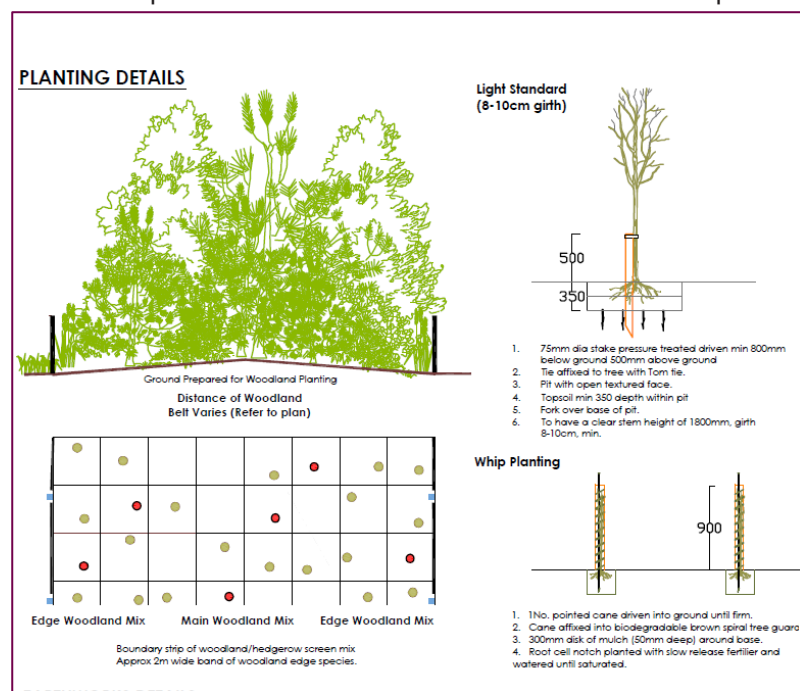 PLANTING DETAILS
Ground Prepared for Woodland Planting
Distance of Woodland
Belt Varies (Refer to plan)
Edge Woodland Mix
Main Woodland Mix
Edge Woodland Mix
Boundary strip of woodland/hedgerow screen mix
Approx 2m wide band of woodland edge species.
Light Standard
(8-10cm girth)
500
350
1. 75mm dia stake pressure treated driven min 800mm
below ground 500mm above ground
2. Tie affixed to tree with Tom tie.
3. Pit with open textured face.
4. Topsoil min 350 depth within pit
5. Fork over base of pit.
6. To have a clear stem height of 1800mm, girth
8-10cm, min.
Whip Planting
900
1. 1No. pointed cane driven into ground until firm.
2. Cane affixed into biodegradable brown spiral tree guard
3. 300mm disk of mulch (50mm deep) around base.
4. Root cell notch planted with slow release fertilier and
watered until saturated.